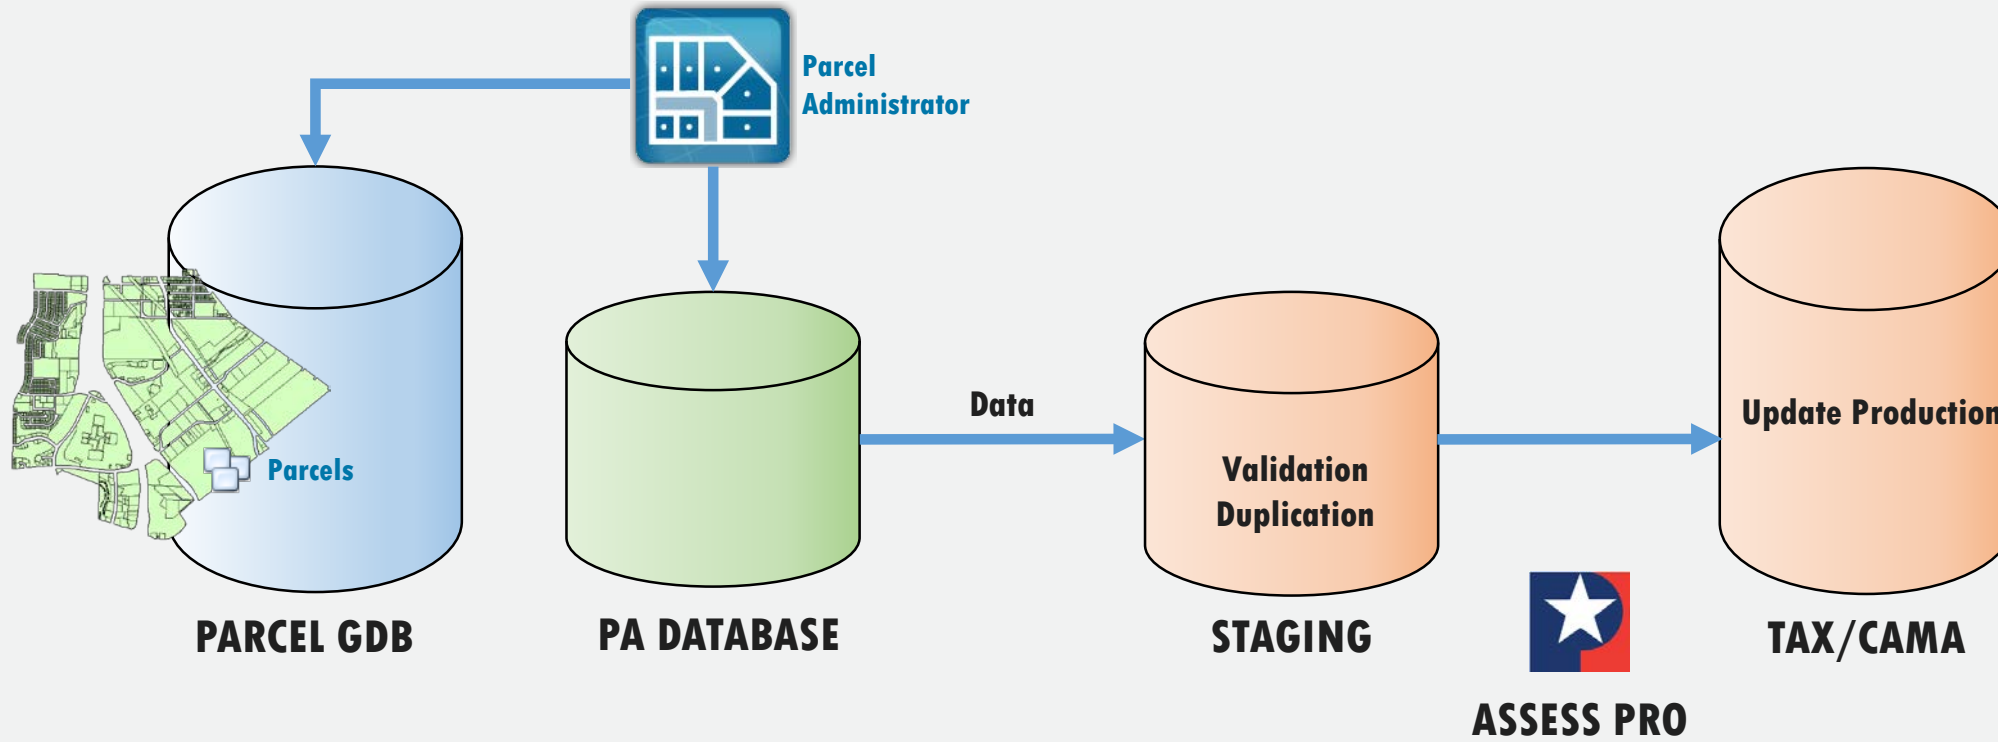 Parcel
Administrator
Parcels
Data
Validation
Duplication
Update Production
PARCEL GDB
PA DATABASE
STAGING
TAX/CAMA
ASSESS PRO